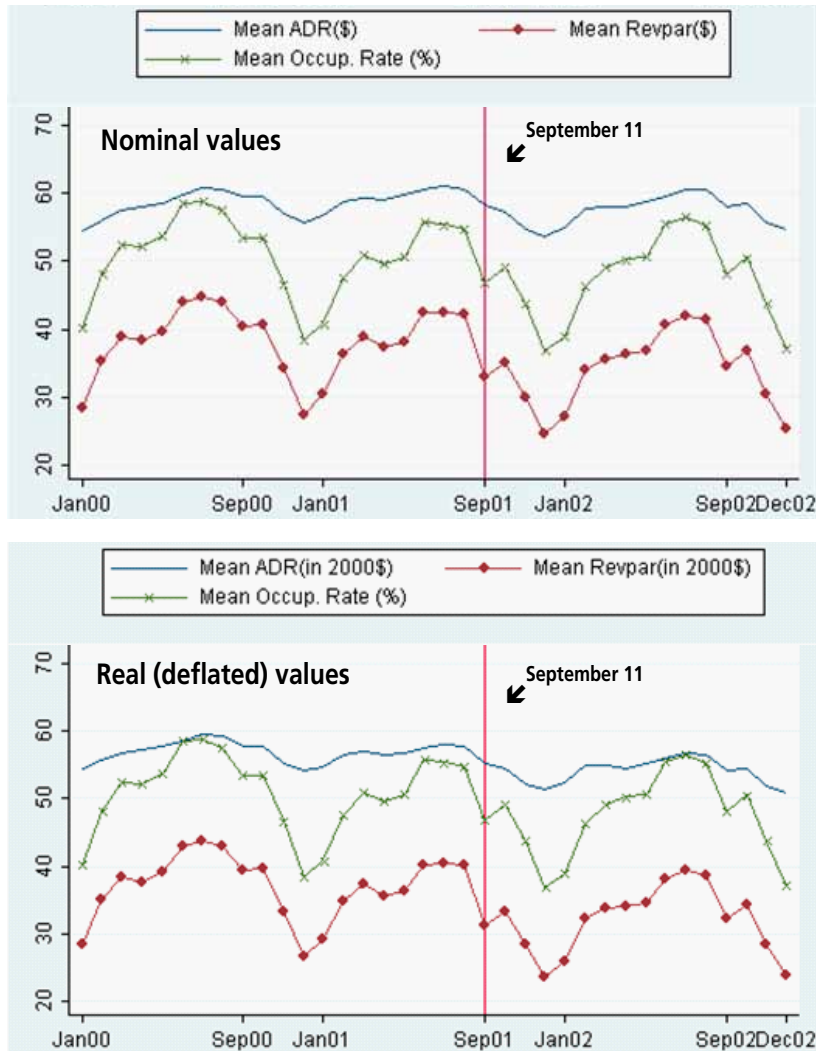 Mean ADR($) Mean Revpar($)
Mean Occup. Rate (%)
Nominal values
September 11
70
60
50
40
30
20
Jan00 Sep00 Jan01 Sep01 Jan02 Sep02 Dec02
Mean ADR(in 2000$) Mean Revpar(in 2000$)
Mean Occup. Rate (%)
Real (deflated) values
September 11
70
60
50
40
30
20
Jan00 Sep00 Jan01 Sep01 Jan02 Sep02 Dec02